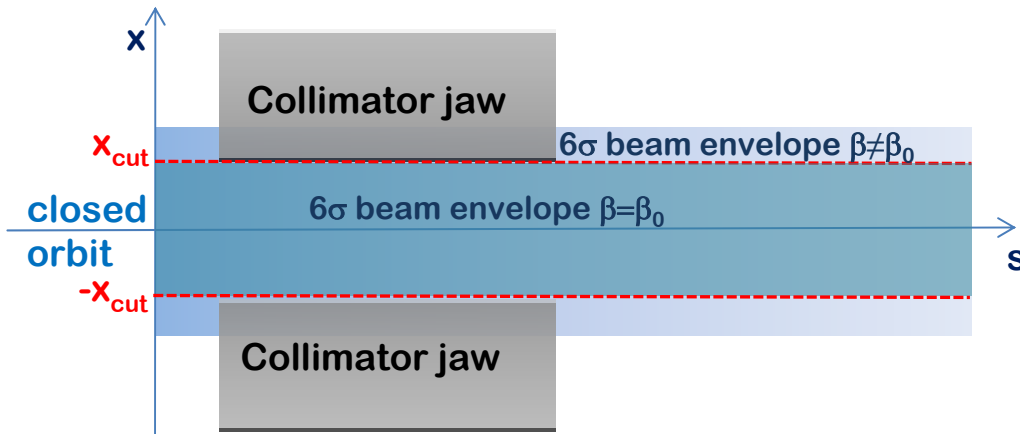 x
Collimator jaw
x_cut
6σ beam envelope β≠β₀
closed
6σ beam envelope β=β₀
orbit
s
-x_cut
Collimator jaw